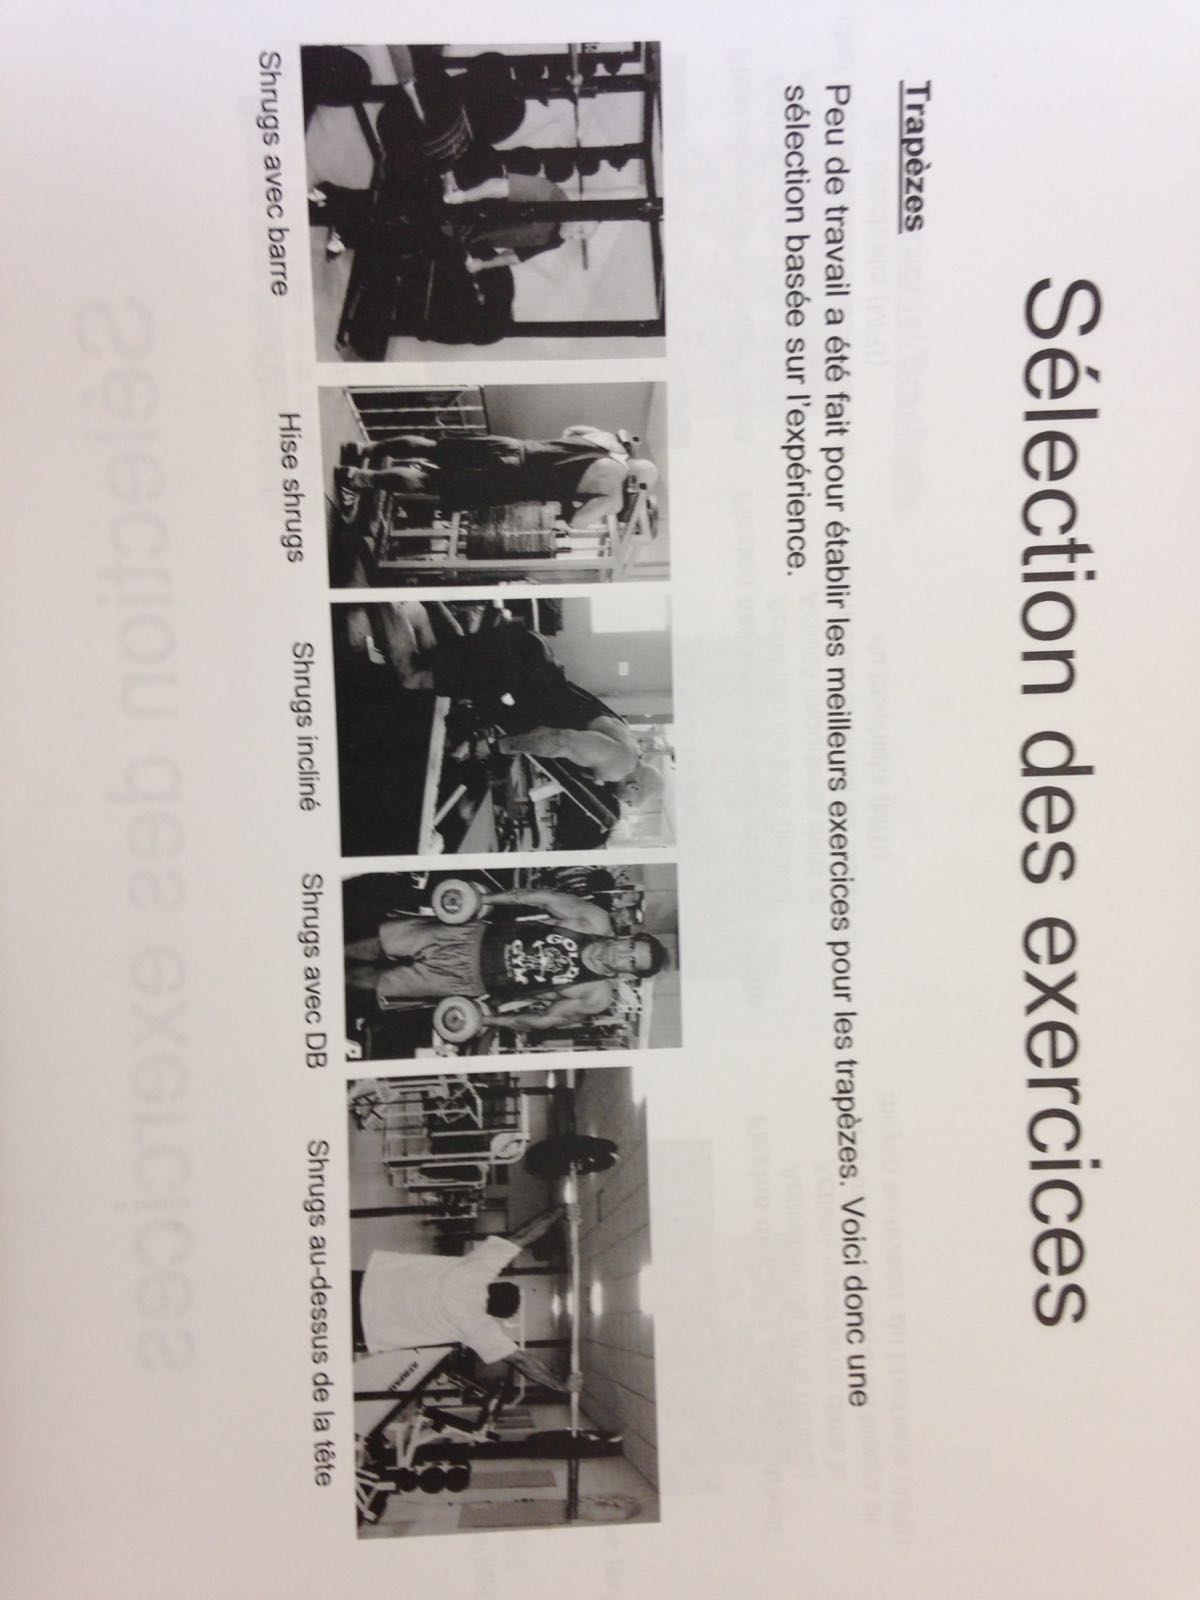 Sélection des exercices
Trapèzes
Peu de travail a été fait pour établir les meilleurs exercices pour les trapèzes. Voici donc une
sélection basée sur l'expérience.
Shrugs avec barre
Hise shrugs
Shrugs incliné
Shrugs avec DB
Shrugs au-dessus de la tête
GOLD'S
GYM